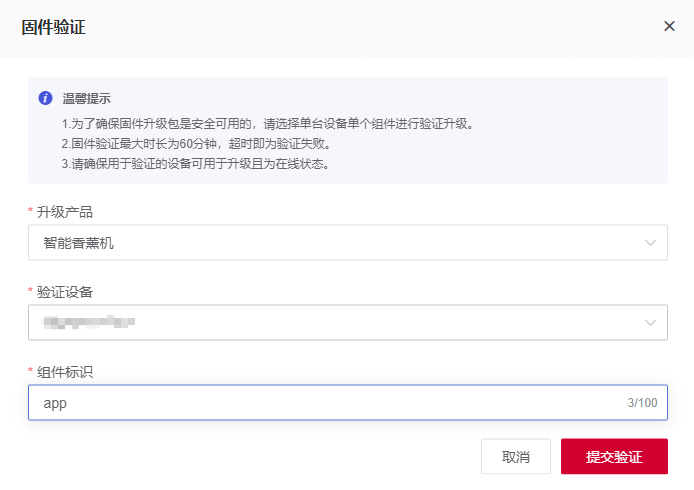 固件验证
温馨提示
1.为了确保固件升级包是安全可用的，请选择单台设备单个组件进行验证升级。
2.固件验证最大时长为60分钟，超时即为验证失败。
3.请确保用于验证的设备可用于升级且为在线状态。
* 升级产品
智能香薰机
* 验证设备
* 组件标识
app 3/100
取消 提交验证